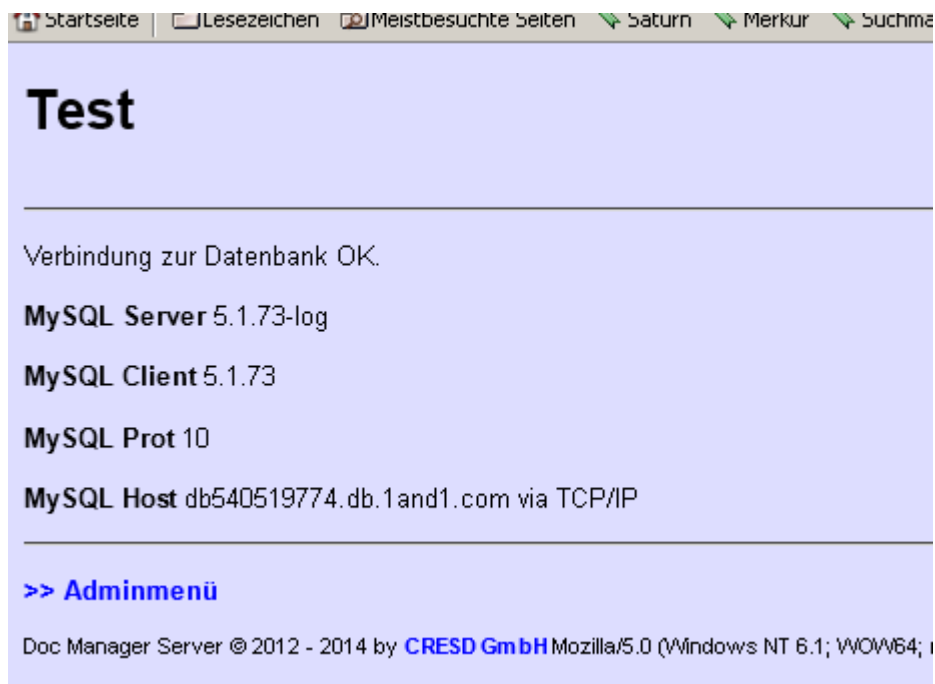 Startseite Lesezeichen Meistbesuchte Seiten Saturn Merkur
Test
Verbindung zur Datenbank OK.
MySQL Server 5.1.73-log
MySQL Client 5.1.73
MySQL Prot 10
MySQL Host db540519774.db.1and1.com via TCP/IP
>> Adminmenü
Doc Manager Server © 2012 - 2014 by CRESD GmbH Mozilla/5.0 (Windows NT 6.1; WOW64;